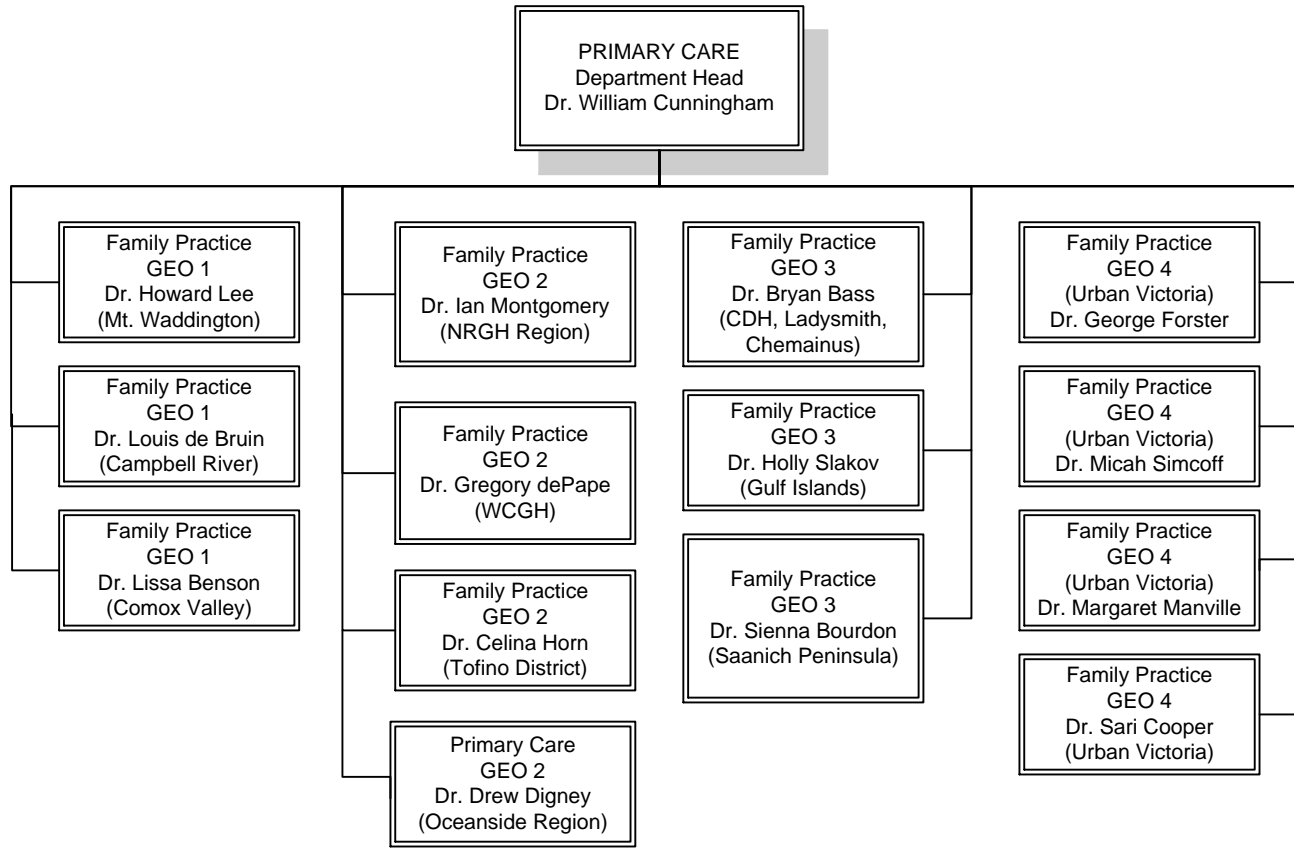 PRIMARY CARE
Department Head
Dr. William Cunningham
Family Practice
GEO 1
Dr. Howard Lee
(Mt. Waddington)
Family Practice
GEO 1
Dr. Louis de Bruin
(Campbell River)
Family Practice
GEO 1
Dr. Lissa Benson
(Comox Valley)
Family Practice
GEO 2
Dr. Ian Montgomery
(NRGH Region)
Family Practice
GEO 2
Dr. Gregory dePape
(WCGH)
Family Practice
GEO 2
Dr. Celina Horn
(Tofino District)
Primary Care
GEO 2
Dr. Drew Digney
(Oceanside Region)
Family Practice
GEO 3
Dr. Bryan Bass
(CDH, Ladysmith,
Chemainus)
Family Practice
GEO 3
Dr. Holly Slakov
(Gulf Islands)
Family Practice
GEO 3
Dr. Sienna Bourdon
(Saanich Peninsula)
Family Practice
GEO 4
(Urban Victoria)
Dr. George Forster
Family Practice
GEO 4
(Urban Victoria)
Dr. Micah Simcoff
Family Practice
GEO 4
(Urban Victoria)
Dr. Margaret Manville
Family Practice
GEO 4
Dr. Sari Cooper
(Urban Victoria)